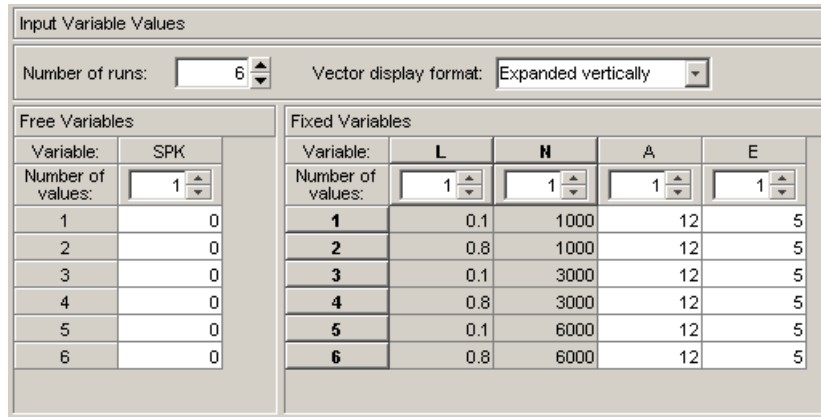 Input Variable Values
Number of runs: 6 Vector display format: Expanded vertically
Free Variables Fixed Variables
Variable: SPK Variable: L N A E
Number of values: 1 Number of values: 1 1 1 1
1 0 1 0.1 1000 12 5
2 0 2 0.8 1000 12 5
3 0 3 0.1 3000 12 5
4 0 4 0.8 3000 12 5
5 0 5 0.1 6000 12 5
6 0 6 0.8 6000 12 5